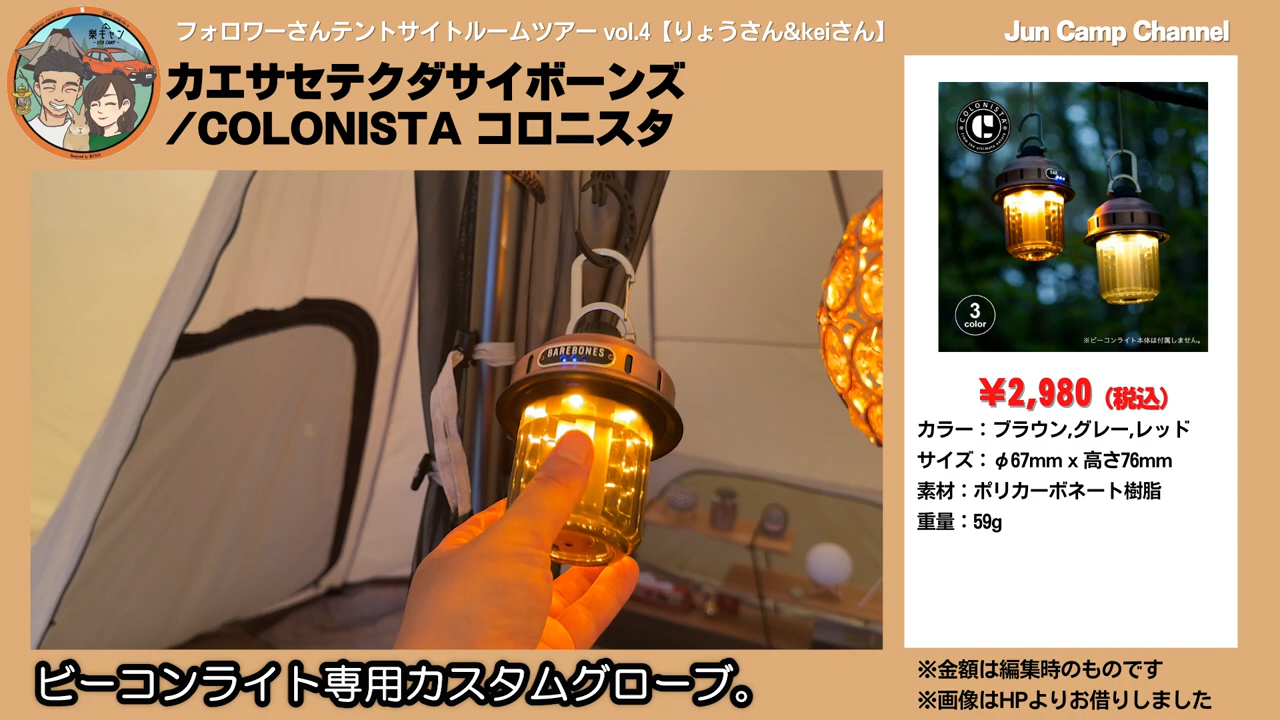 フォロワーさんテントサイトルームツアー vol.4【りょうさん&keiさん】
Jun Camp Channel
樂キャン
カエサセテクダサイボーンズ
/COLONISTA コロニスタ
BAREBONES
COLONISTA
3
color
※ビーコンライト本体は付属しません。
¥2,980（税込）
カラー：ブラウン,グレー,レッド
サイズ：φ67mm x 高さ76mm
素材：ポリカーボネート樹脂
重量：59g
ビーコンライト専用カスタムグローブ。
※金額は編集時のものです
※画像はHPよりお借りしました